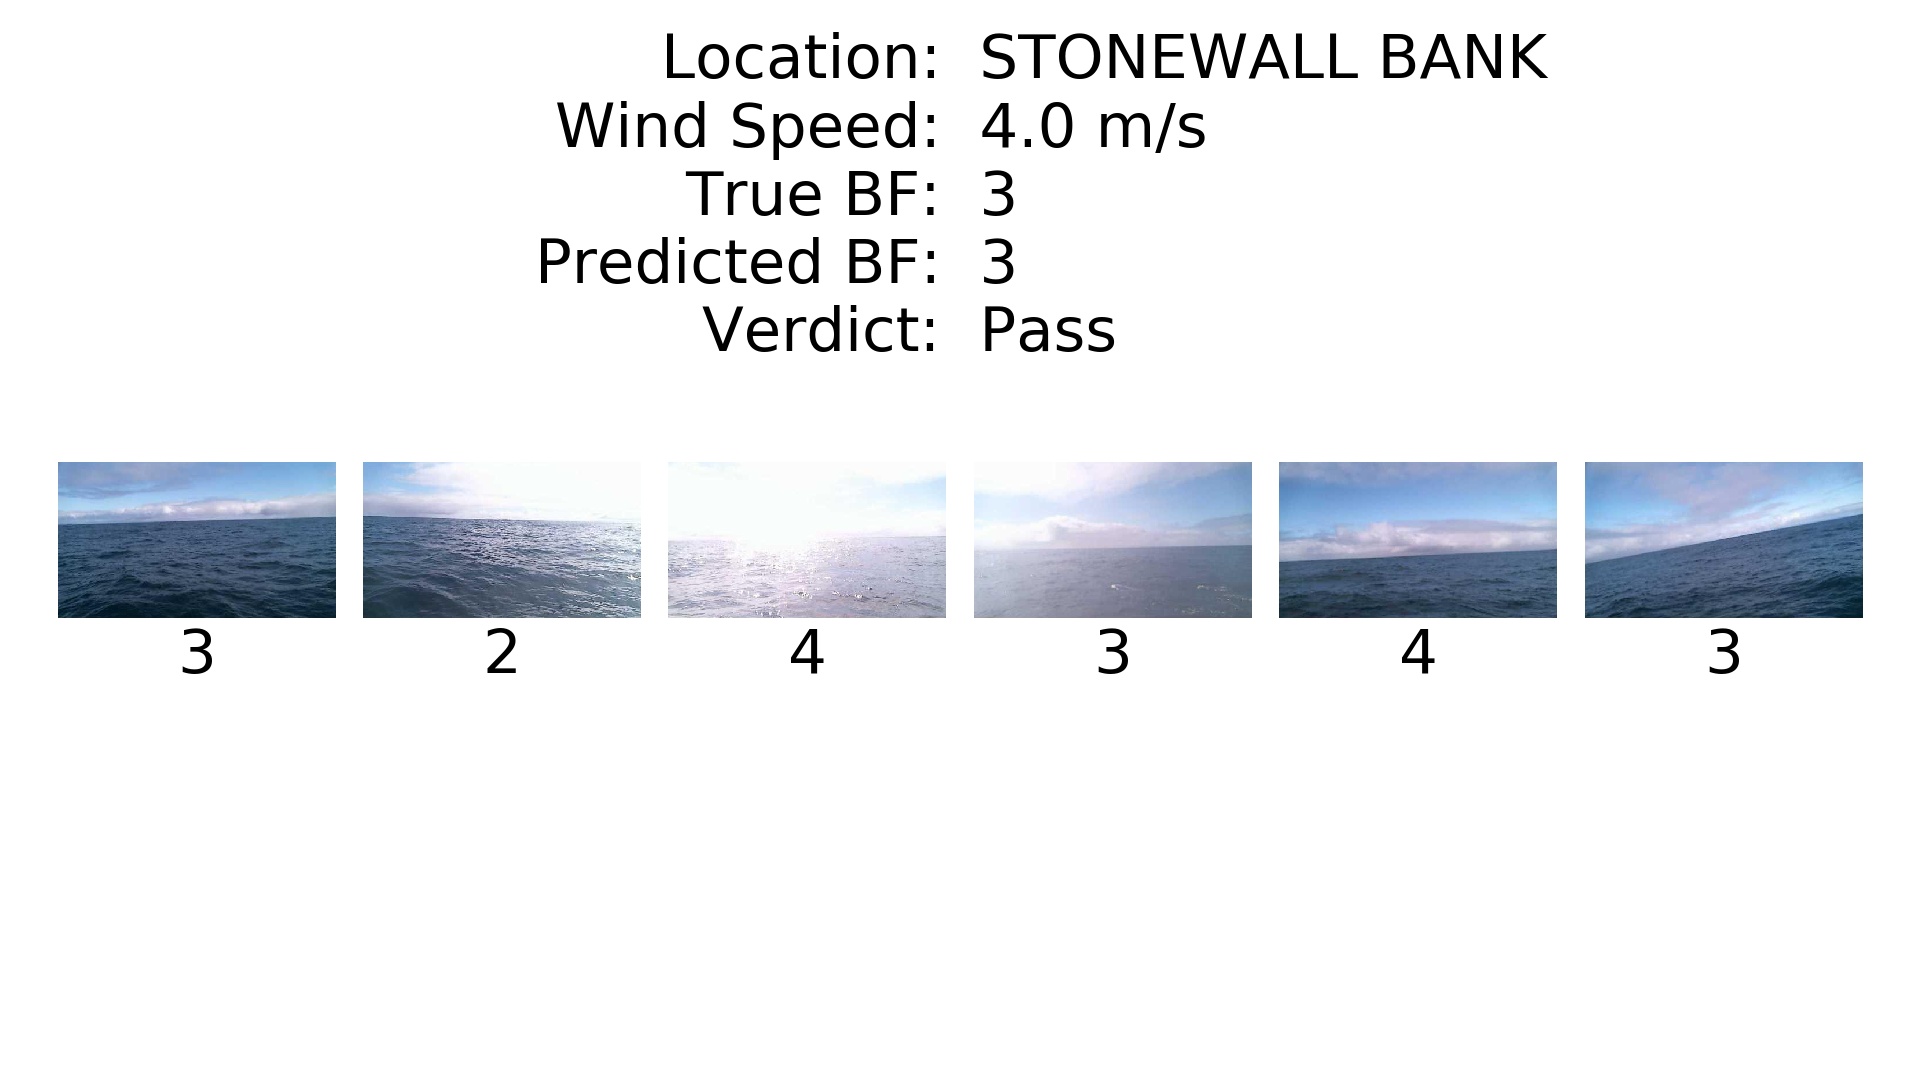 Location: STONEWALL BANK
Wind Speed: 4.0 m/s
True BF: 3
Predicted BF: 3
Verdict: Pass
3 2 4 3 4 3